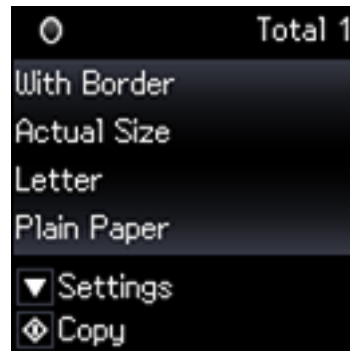 Total 1
With Border
Actual Size
Letter
Plain Paper
Settings
Copy